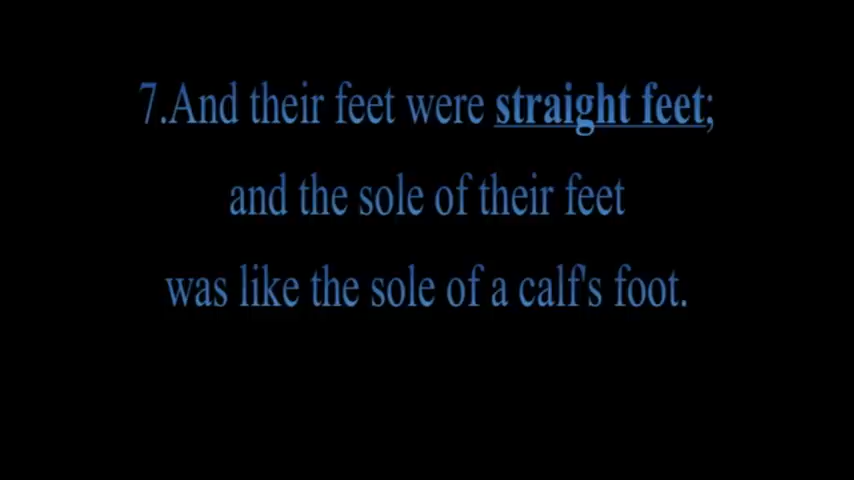 7.And their feet were straight feet;
and the sole of their feet
was like the sole of a calf's foot.